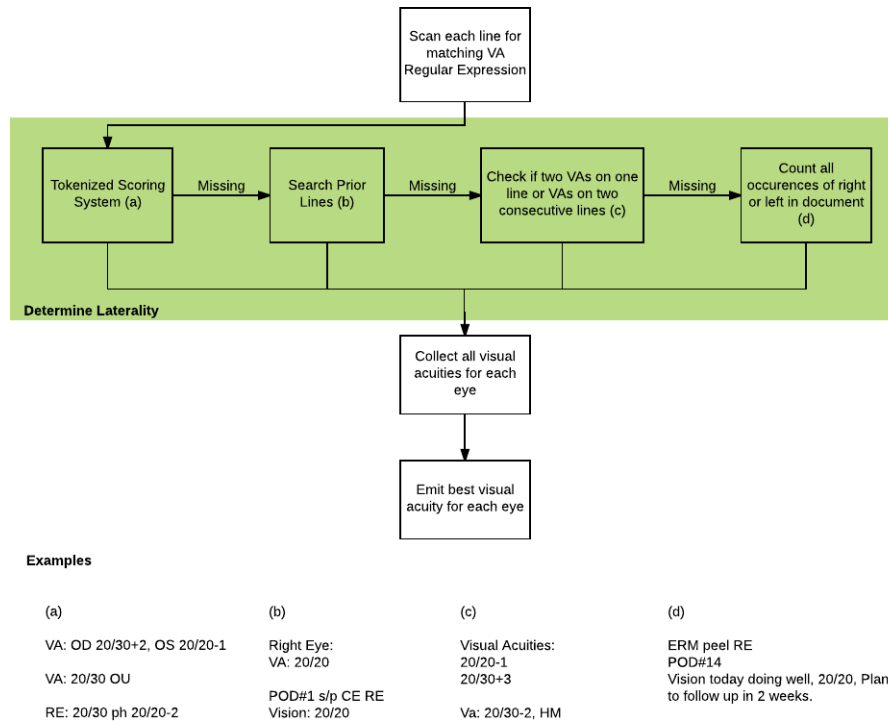 Scan each line for
matching VA
Regular Expression
Tokenized Scoring
System (a)
Missing
Search Prior
Lines (b)
Missing
Check if two VAs on one
line or VAs on two
consecutive lines (c)
Missing
Count all
occurences of right
or left in document
(d)
Determine Laterality
Collect all visual
acuities for each
eye
Emit best visual
acuity for each eye
Examples
(a)
VA: OD 20/30+2, OS 20/20-1
VA: 20/30 OU
RE: 20/30 ph 20/20-2
(b)
Right Eye:
VA: 20/20
POD#1 s/p CE RE
Vision: 20/20
(c)
Visual Acuities:
20/20-1
20/30+3
Va: 20/30-2, HM
(d)
ERM peel RE
POD#14
Vision today doing well, 20/20, Plan
to follow up in 2 weeks.